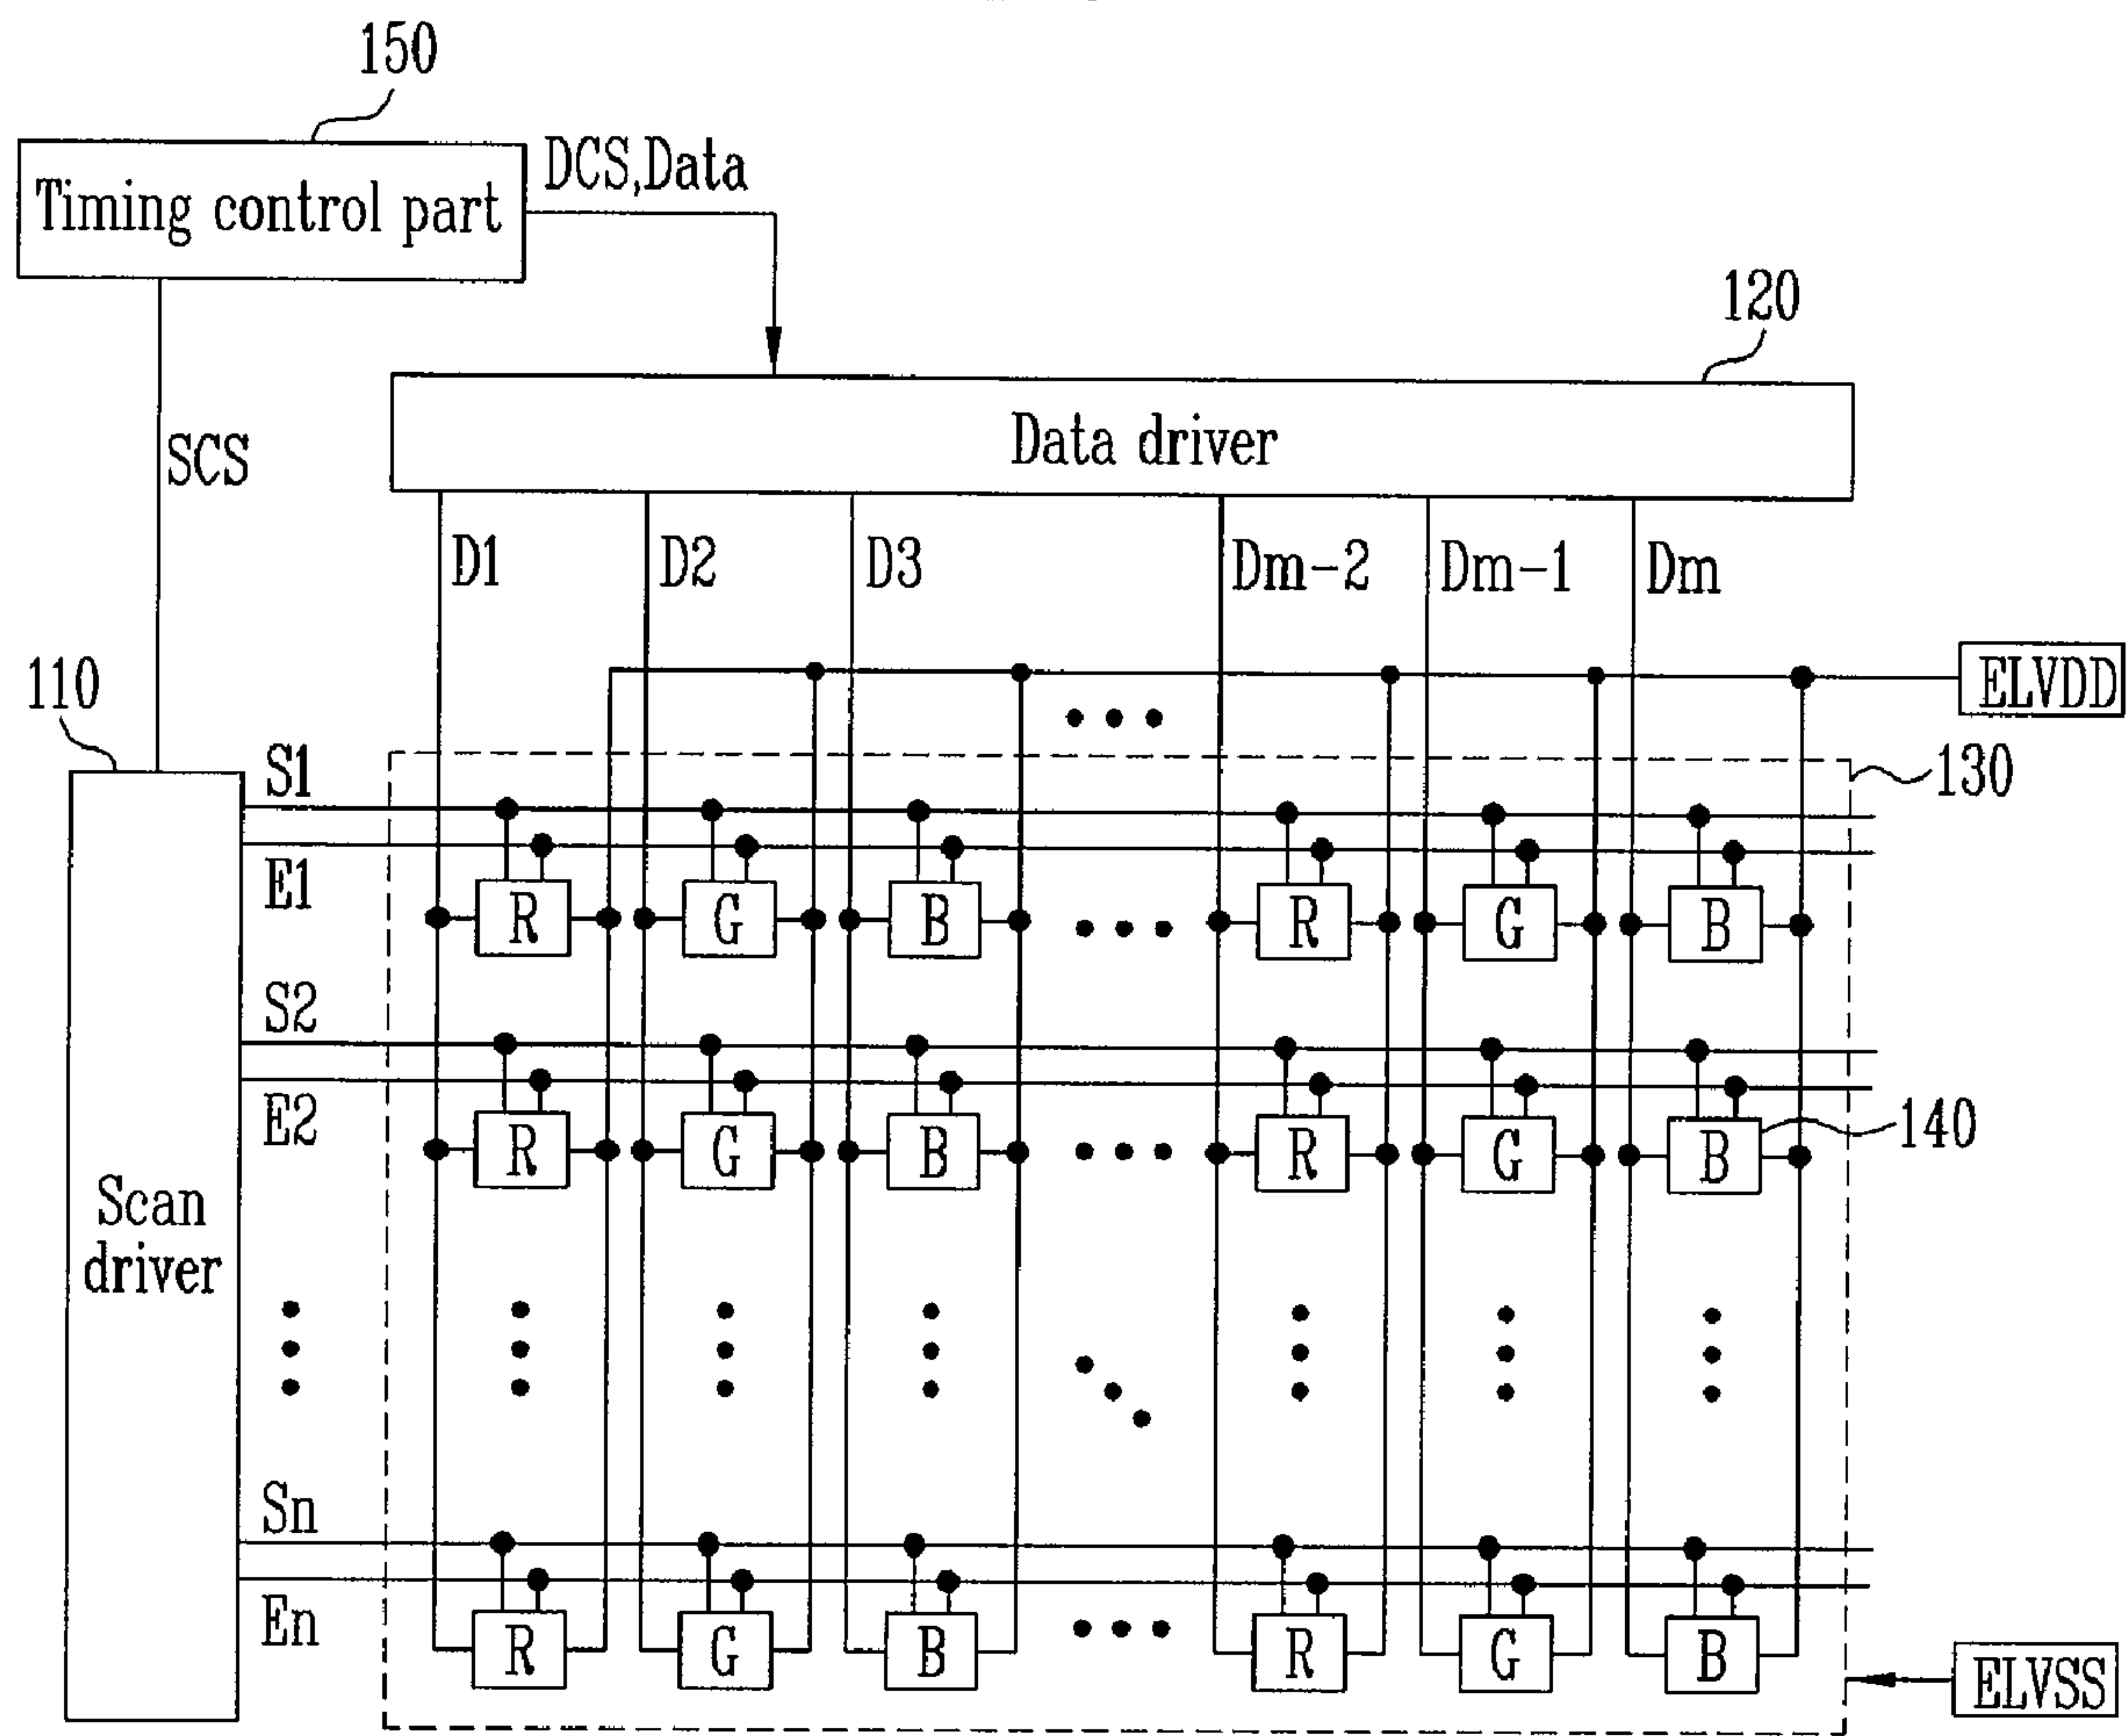 150
Timing control part
DCS,Data
120
SCS
Data driver
D1 D2 D3 Dm-2 Dm-1 Dm
110
ELVDD
130
S1
E1
R G B R G B
S2
E2
140
R G B R G B
Scan
driver
Sn
En
R G B R G B
ELVSS